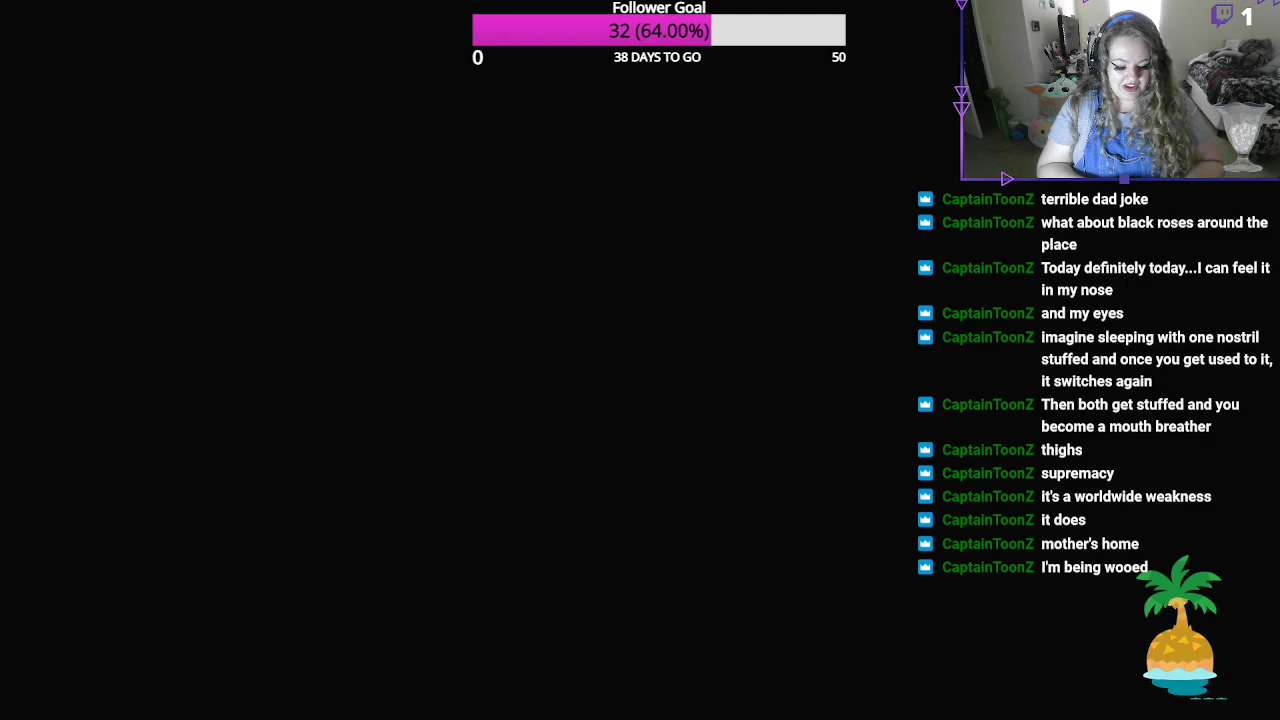 Follower Goal
32 (64.00%)
0 38 DAYS TO GO 50
1
CaptainToonZ terrible dad joke
CaptainToonZ what about black roses around the
place
CaptainToonZ Today definitely today...I can feel it
in my nose
CaptainToonZ and my eyes
CaptainToonZ imagine sleeping with one nostril
stuffed and once you get used to it,
it switches again
CaptainToonZ Then both get stuffed and you
become a mouth breather
CaptainToonZ thighs
CaptainToonZ supremacy
CaptainToonZ it's a worldwide weakness
CaptainToonZ it does
CaptainToonZ mother's home
CaptainToonZ I'm being wooed